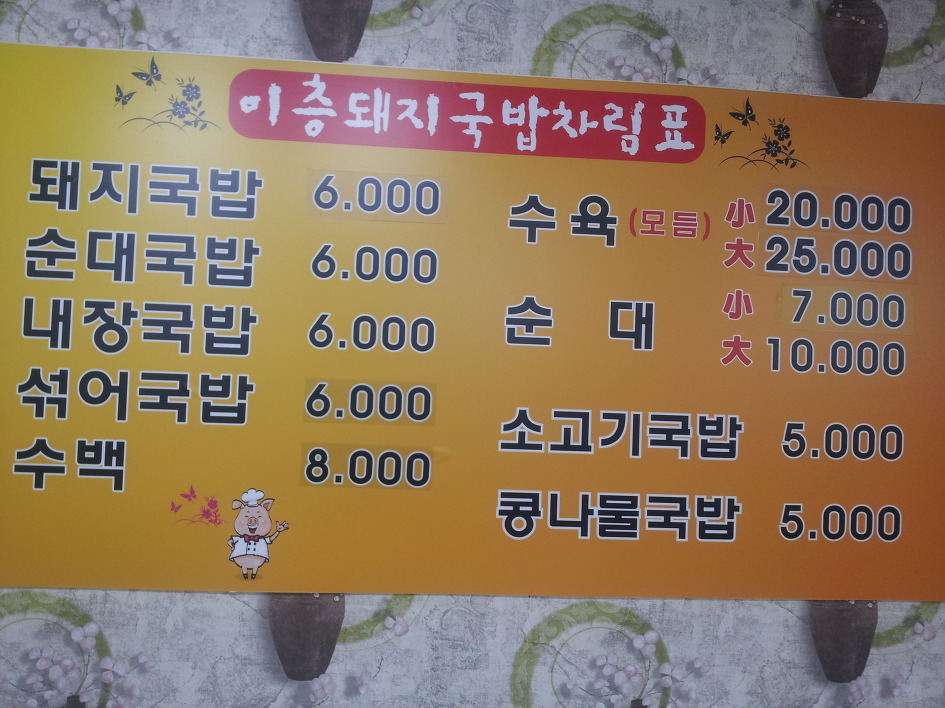 이층돼지국밥차림표
돼지국밥 6.000
순대국밥 6.000
내장국밥 6.000
섞어국밥 6.000
수백 8.000
수육(모듬) 小 20.000
大 25.000
순대 小 7.000
大 10.000
소고기국밥 5.000
콩나물국밥 5.000